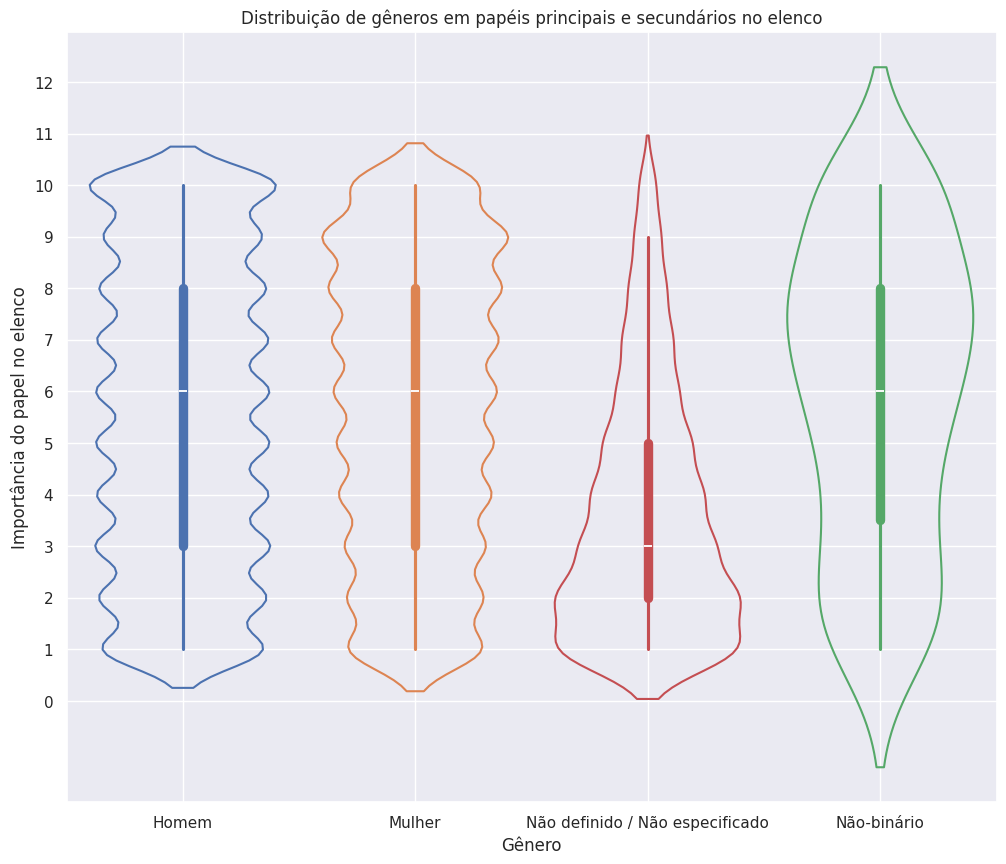 Distribuição de gêneros em papéis principais e secundários no elenco
Importância do papel no elenco
12
11
10
9
8
7
6
5
4
3
2
1
0
Homem
Mulher
Não definido / Não especificado
Não-binário
Gênero